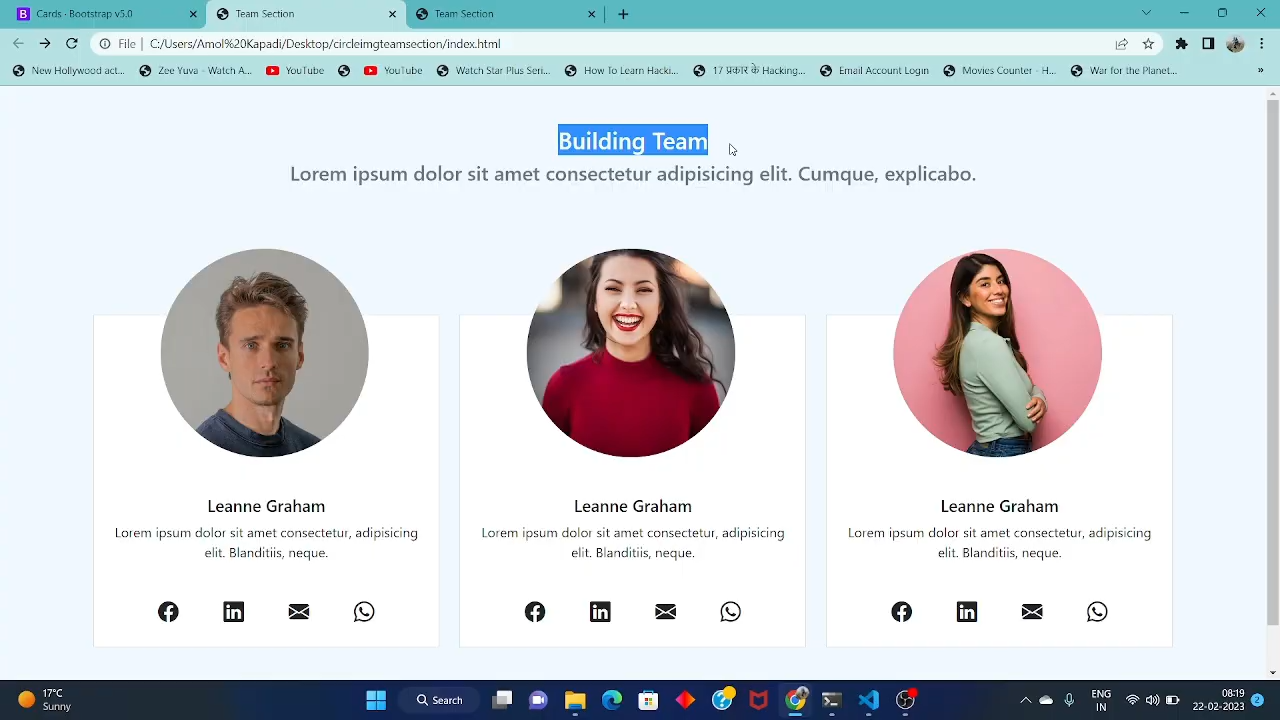 B Cards - Bootstrap v5.0
Team Section
Team Section
File C:/Users/Amol%20Kapadi/Desktop/circleimgteamsection/index.html
New Hollywood act...
Zee Yuva - Watch A...
YouTube
YouTube
Watch Star Plus Seri...
How To Learn Hacki...
Hacking...
Email Account Login
Movies Counter - H...
War for the Planet...
»
Building Team
Lorem ipsum dolor sit amet consectetur adipisicing elit. Cumque, explicabo.
Leanne Graham
Lorem ipsum dolor sit amet consectetur, adipisicing
elit. Blanditiis, neque.
Leanne Graham
Lorem ipsum dolor sit amet consectetur, adipisicing
elit. Blanditiis, neque.
Leanne Graham
Lorem ipsum dolor sit amet consectetur, adipisicing
elit. Blanditiis, neque.
17°C
Sunny
Search
ENG
IN
08:19
22-02-2023
2